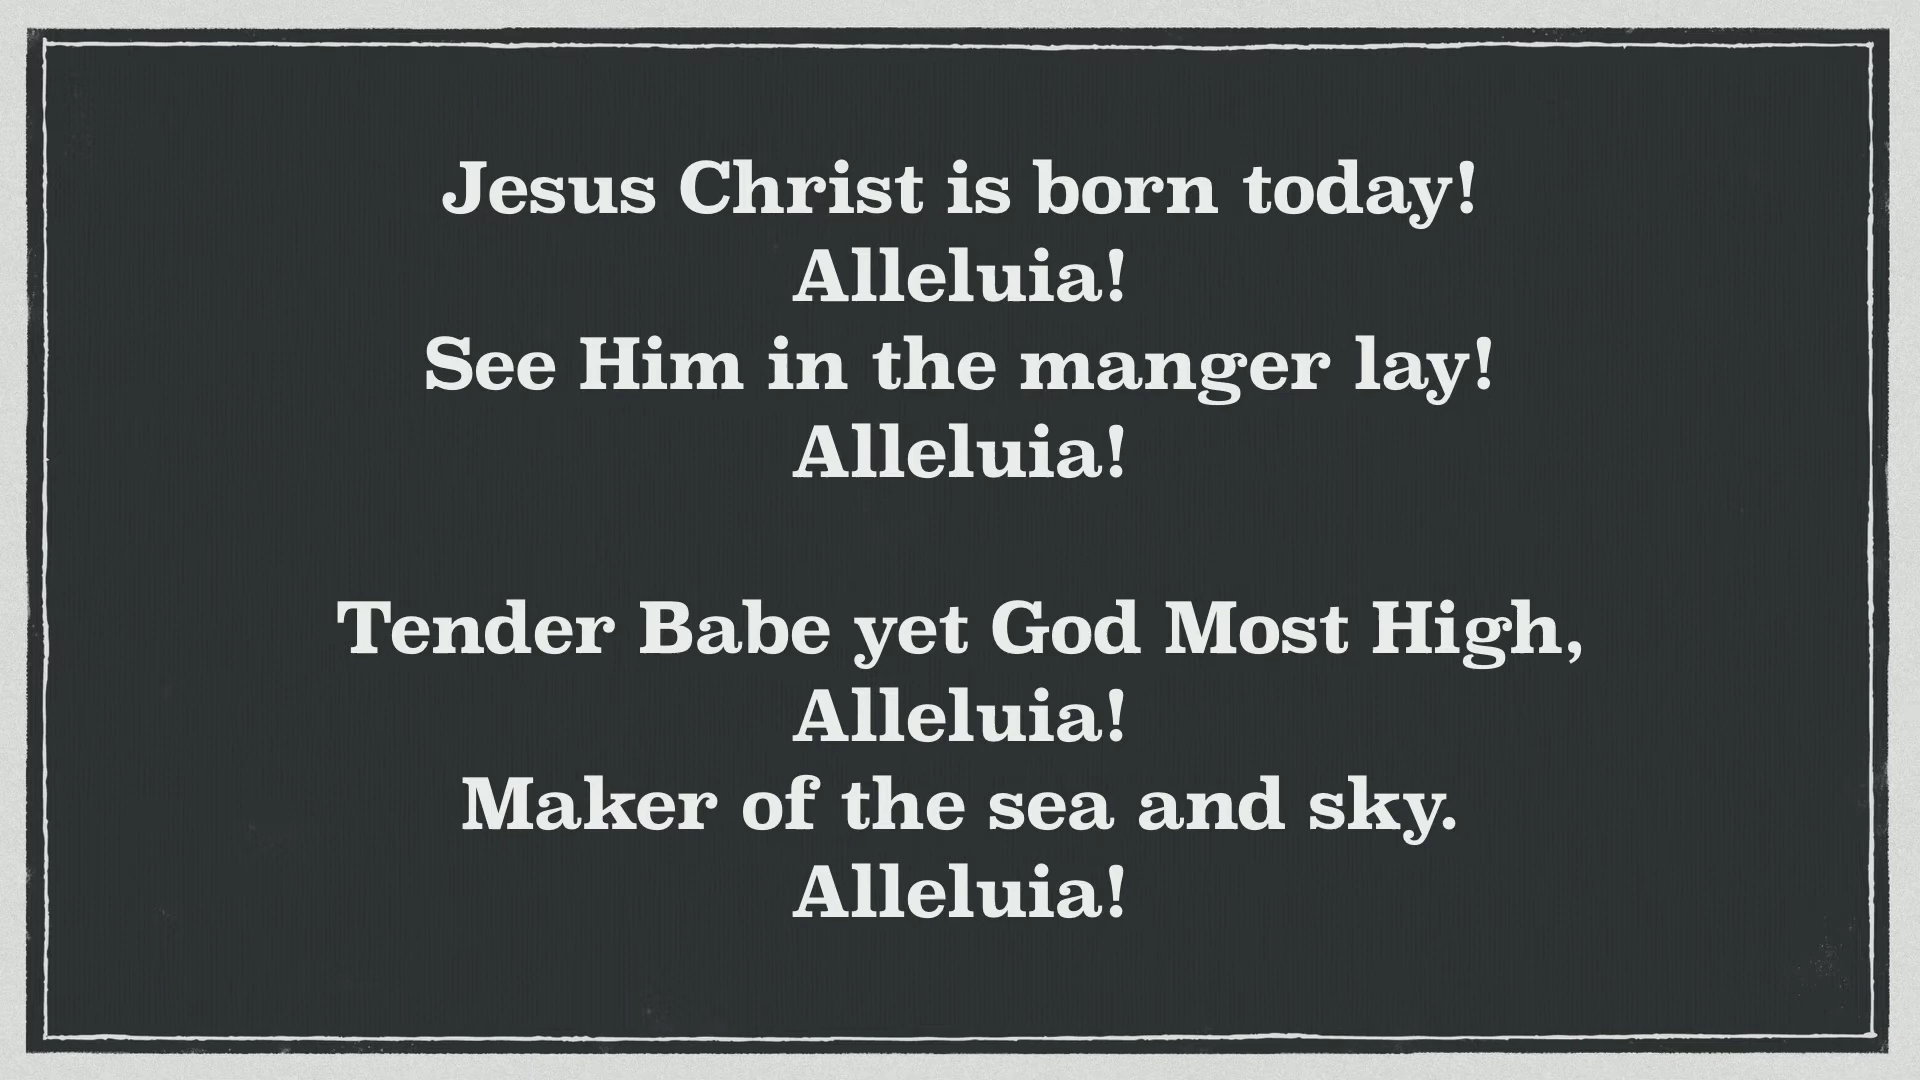 Jesus Christ is born today!
Alleluia!
See Him in the manger lay!
Alleluia!
Tender Babe yet God Most High,
Alleluia!
Maker of the sea and sky.
Alleluia!